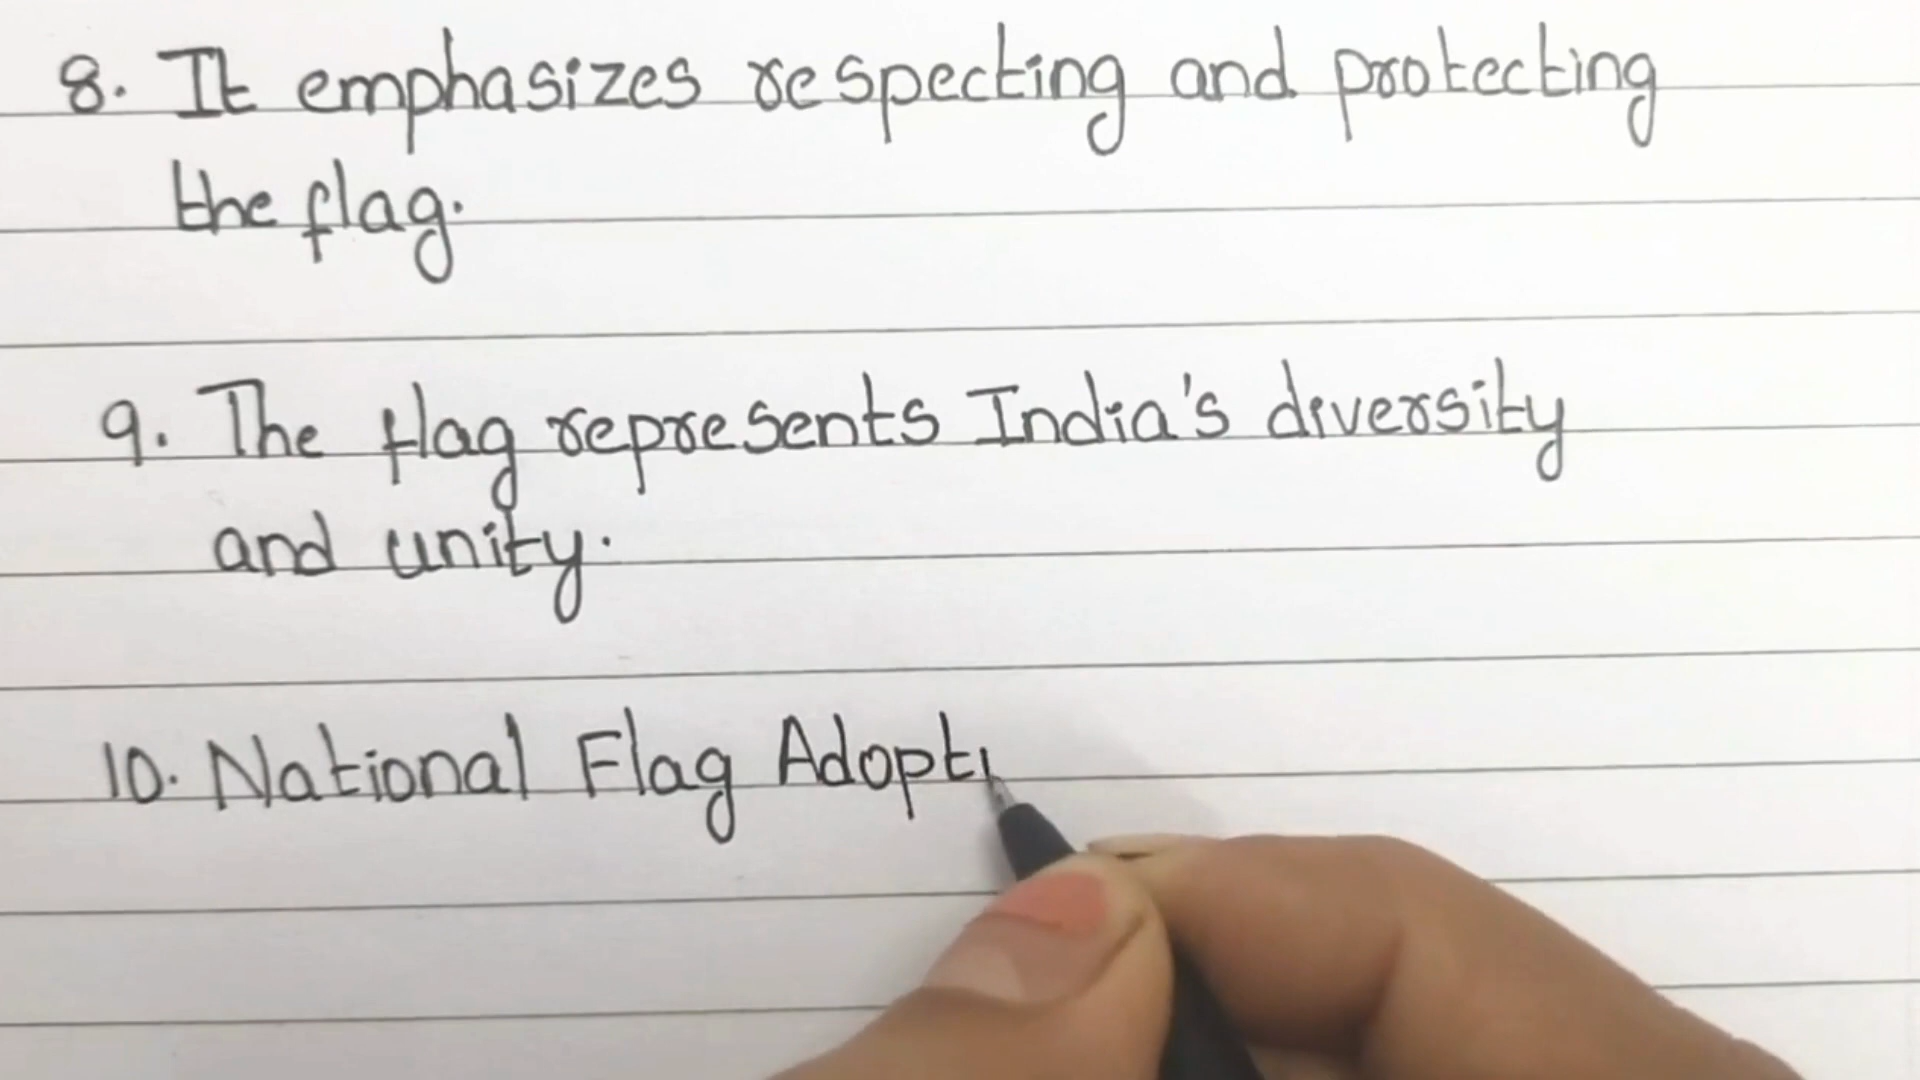 8. It emphasizes respecting and protecting
the flag.
9. The flag represents India's diversity
and unity.
10. National Flag Adopti